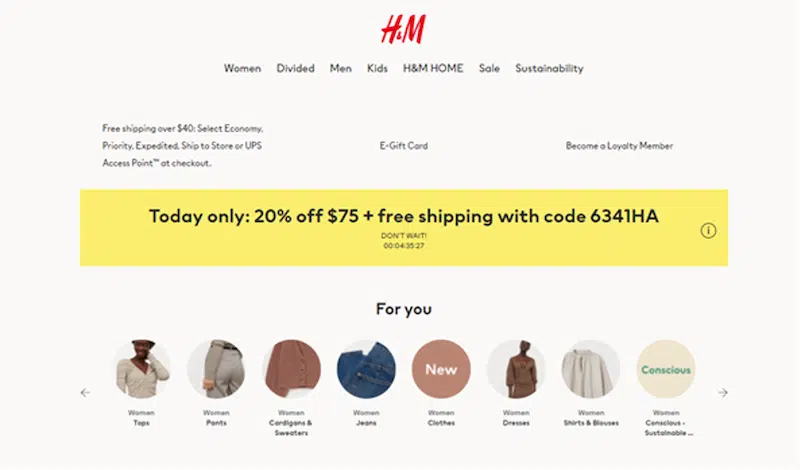 H&M
Women Divided Men Kids H&M HOME Sale Sustainability
Free shipping over $40: Select Economy,
Priority, Expedited, Ship to Store or UPS
Access Point™ at checkout.
E-Gift Card
Become a Loyalty Member
Today only: 20% off $75 + free shipping with code 6341HA
DON'T WAIT!
00:04:35:27
For you
New
Conscious
Women
Tops
Women
Pants
Women
Cardigans &
Sweaters
Women
Jeans
Women
Clothes
Women
Dresses
Women
Shirts & Blouses
Women
Conscious -
Sustainable ...